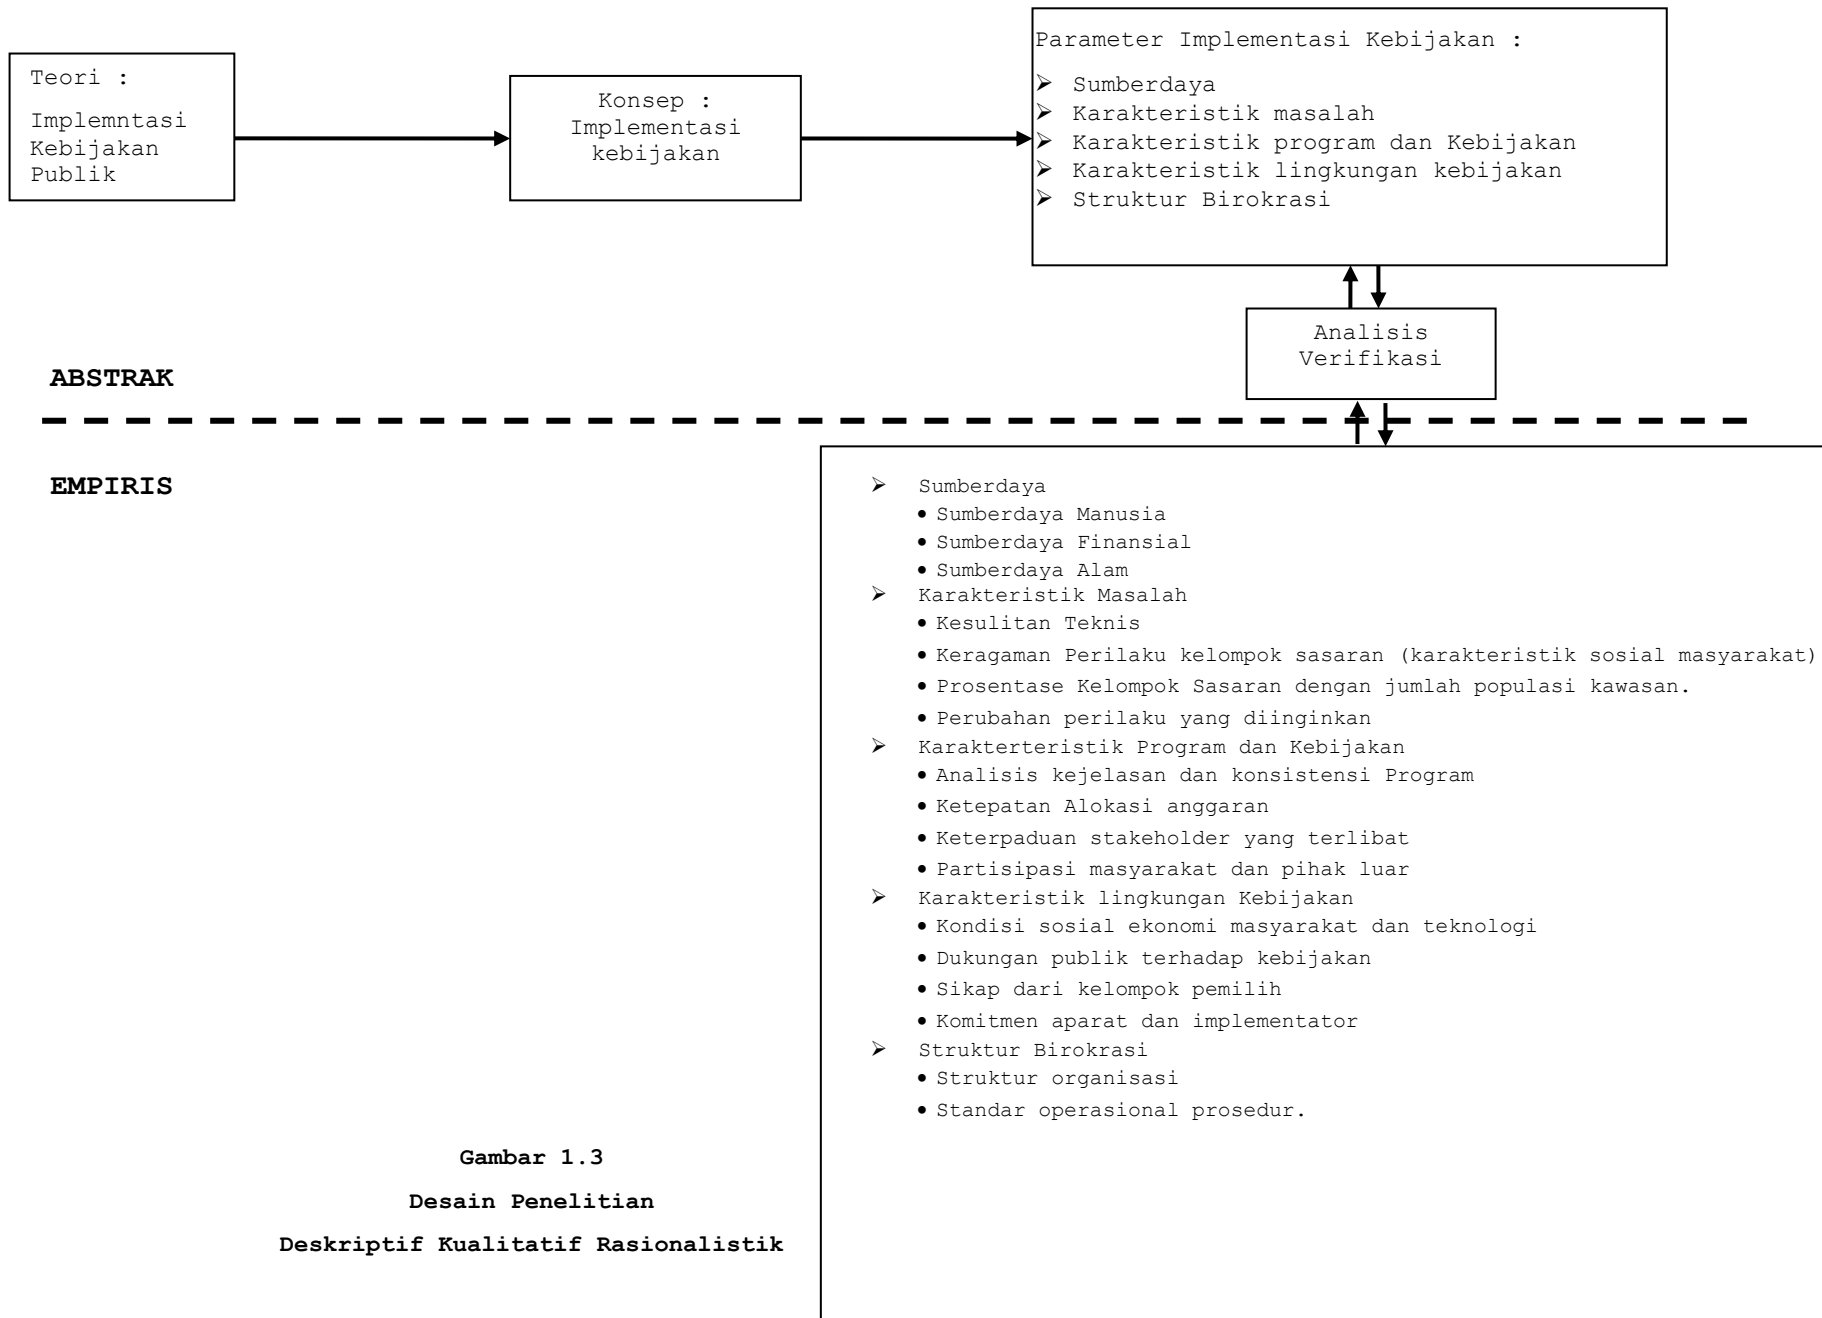 Teori :
Implemntasi
Kebijakan
Publik
Konsep :
Implementasi
kebijakan
Parameter Implementasi Kebijakan :
➢ Sumberdaya
➢ Karakteristik masalah
➢ Karakteristik program dan Kebijakan
➢ Karakteristik lingkungan kebijakan
➢ Struktur Birokrasi
Analisis
Verifikasi
ABSTRAK
EMPIRIS
➢ Sumberdaya
• Sumberdaya Manusia
• Sumberdaya Finansial
• Sumberdaya Alam
➢ Karakteristik Masalah
• Kesulitan Teknis
• Keragaman Perilaku kelompok sasaran (karakteristik sosial masyarakat)
• Prosentase Kelompok Sasaran dengan jumlah populasi kawasan.
• Perubahan perilaku yang diinginkan
➢ Karakterteristik Program dan Kebijakan
• Analisis kejelasan dan konsistensi Program
• Ketepatan Alokasi anggaran
• Keterpaduan stakeholder yang terlibat
• Partisipasi masyarakat dan pihak luar
➢ Karakteristik lingkungan Kebijakan
• Kondisi sosial ekonomi masyarakat dan teknologi
• Dukungan publik terhadap kebijakan
• Sikap dari kelompok pemilih
• Komitmen aparat dan implementator
➢ Struktur Birokrasi
• Struktur organisasi
• Standar operasional prosedur.
Gambar 1.3
Desain Penelitian
Deskriptif Kualitatif Rasionalistik